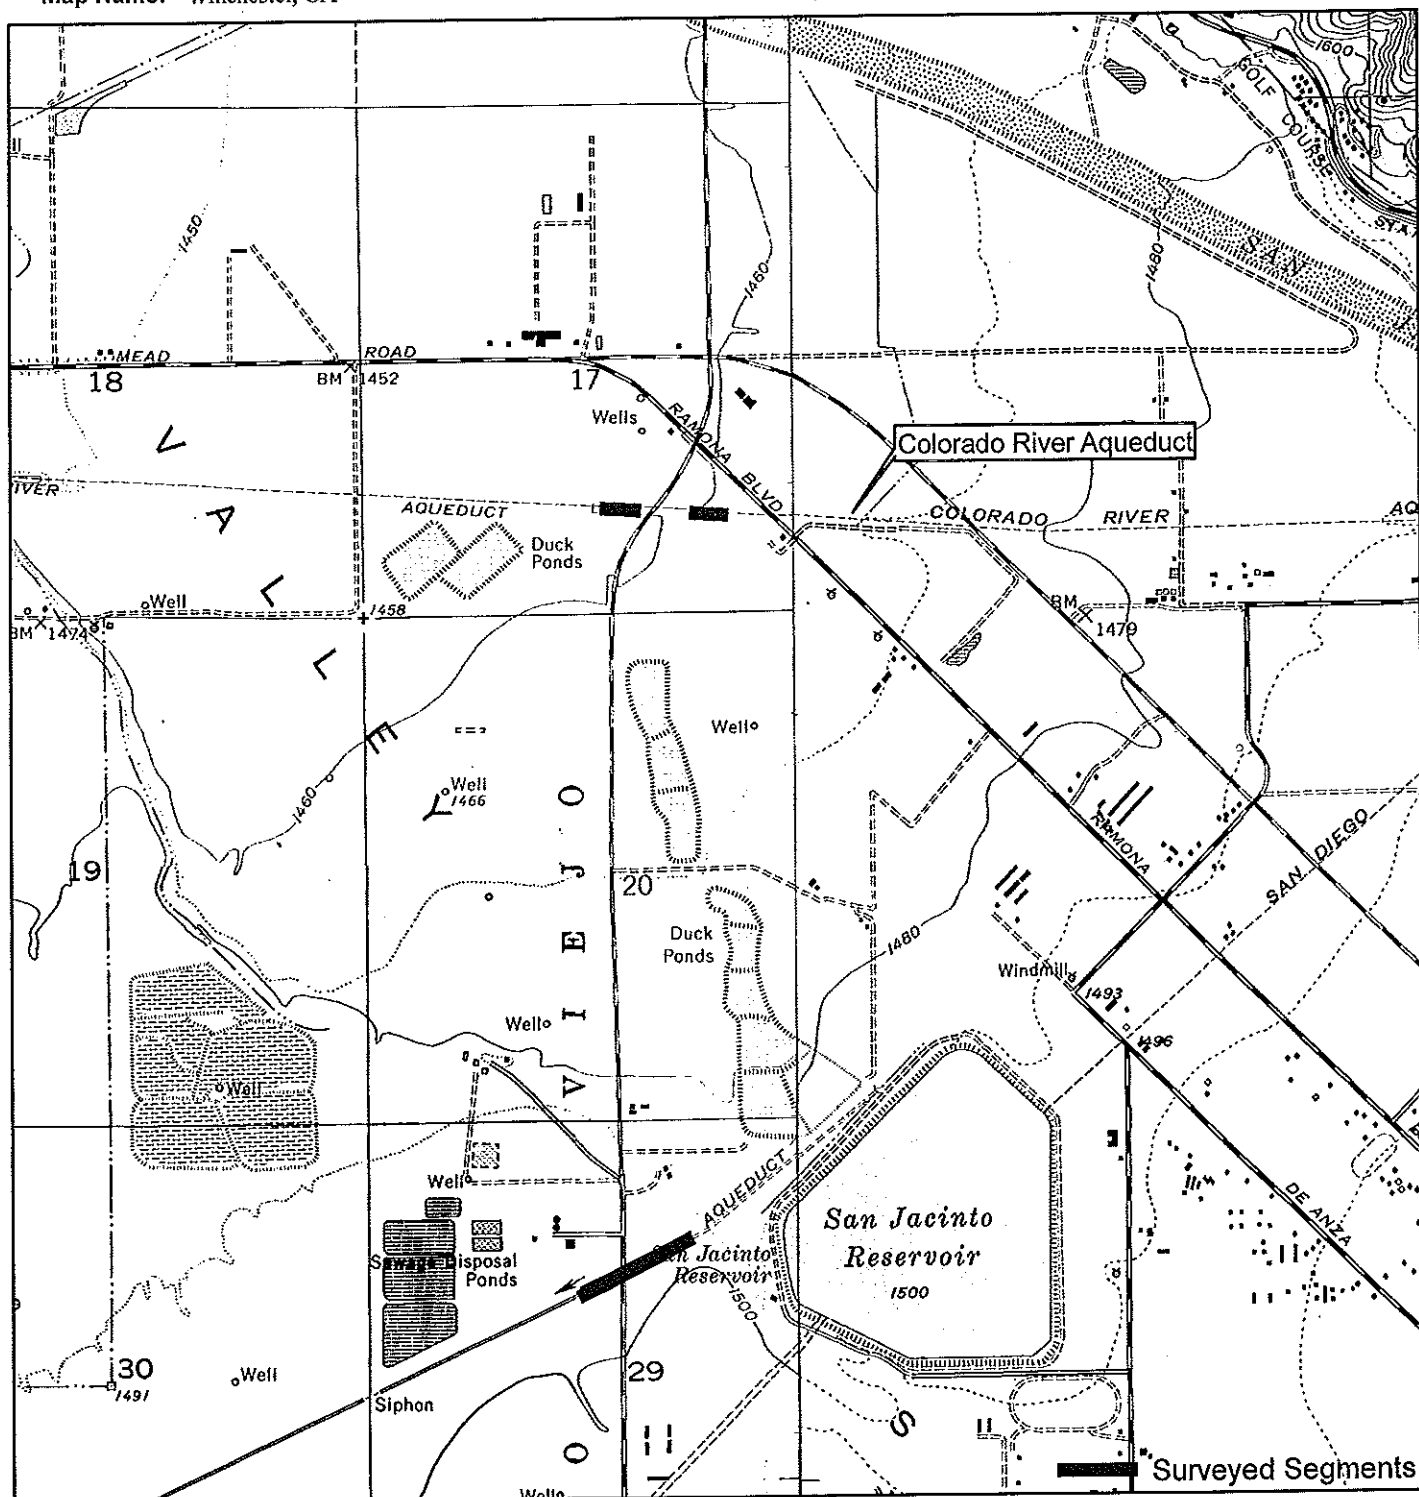 Map Name: Winchester, CA
1600
GOLF COURSE
1450
1460
1480
SAN
MEAD ROAD
18
BM 1452
17
Wells
RAMONA BLVD
Colorado River Aqueduct
IVER
AQUEDUCT
COLORADO RIVER
AQ
Duck
Ponds
Well
1458
BM 1474
BM
1479
VALLEY
Well
1460
Well
1466
19
20
VIEJO
RAMONA
SAN DIEGO
Duck
Ponds
1480
Windmill
1493
1496
Well
Well
AQUEDUCT
DE ANZA
Well
San Jacinto
Reservoir
1500
Sewage Disposal
Ponds
San Jacinto
Reservoir
1500
30
1491
Well
Siphon
29
S
O
Well
Surveyed Segments